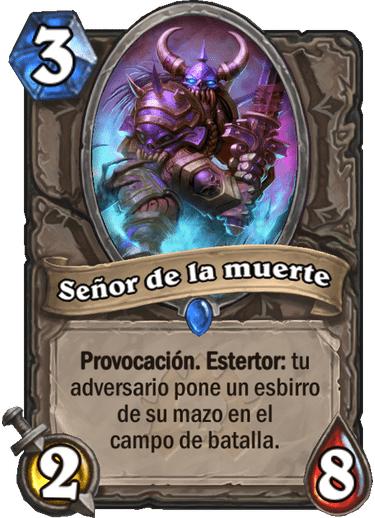 3
Señor de la muerte
Provocación. Estertor: tu
adversario pone un esbirro
de su mazo en el
campo de batalla.
2
8